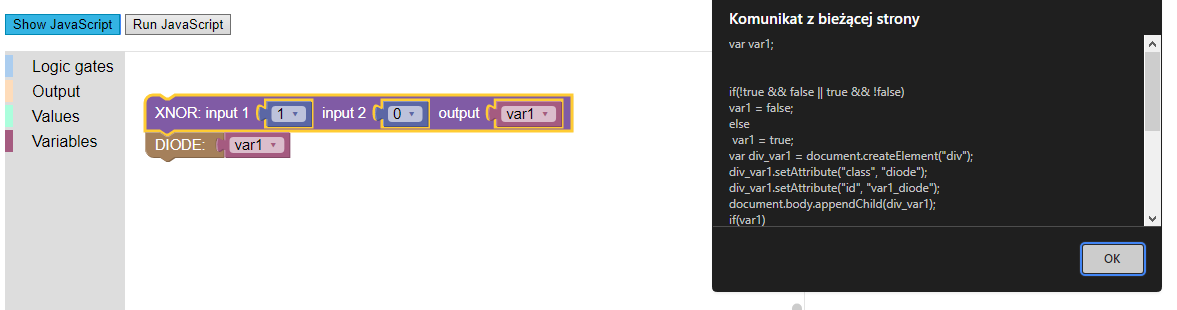 Show JavaScript Run JavaScript
Logic gates
Output
Values
Variables
XNOR: input 1 1 input 2 0 output var1
DIODE: var1
Komunikat z bieżącej strony
var var1;
if(!true && false || true && !false)
var1 = false;
else
var1 = true;
var div_var1 = document.createElement("div");
div_var1.setAttribute("class", "diode");
div_var1.setAttribute("id", "var1_diode");
document.body.appendChild(div_var1);
if(var1)
OK